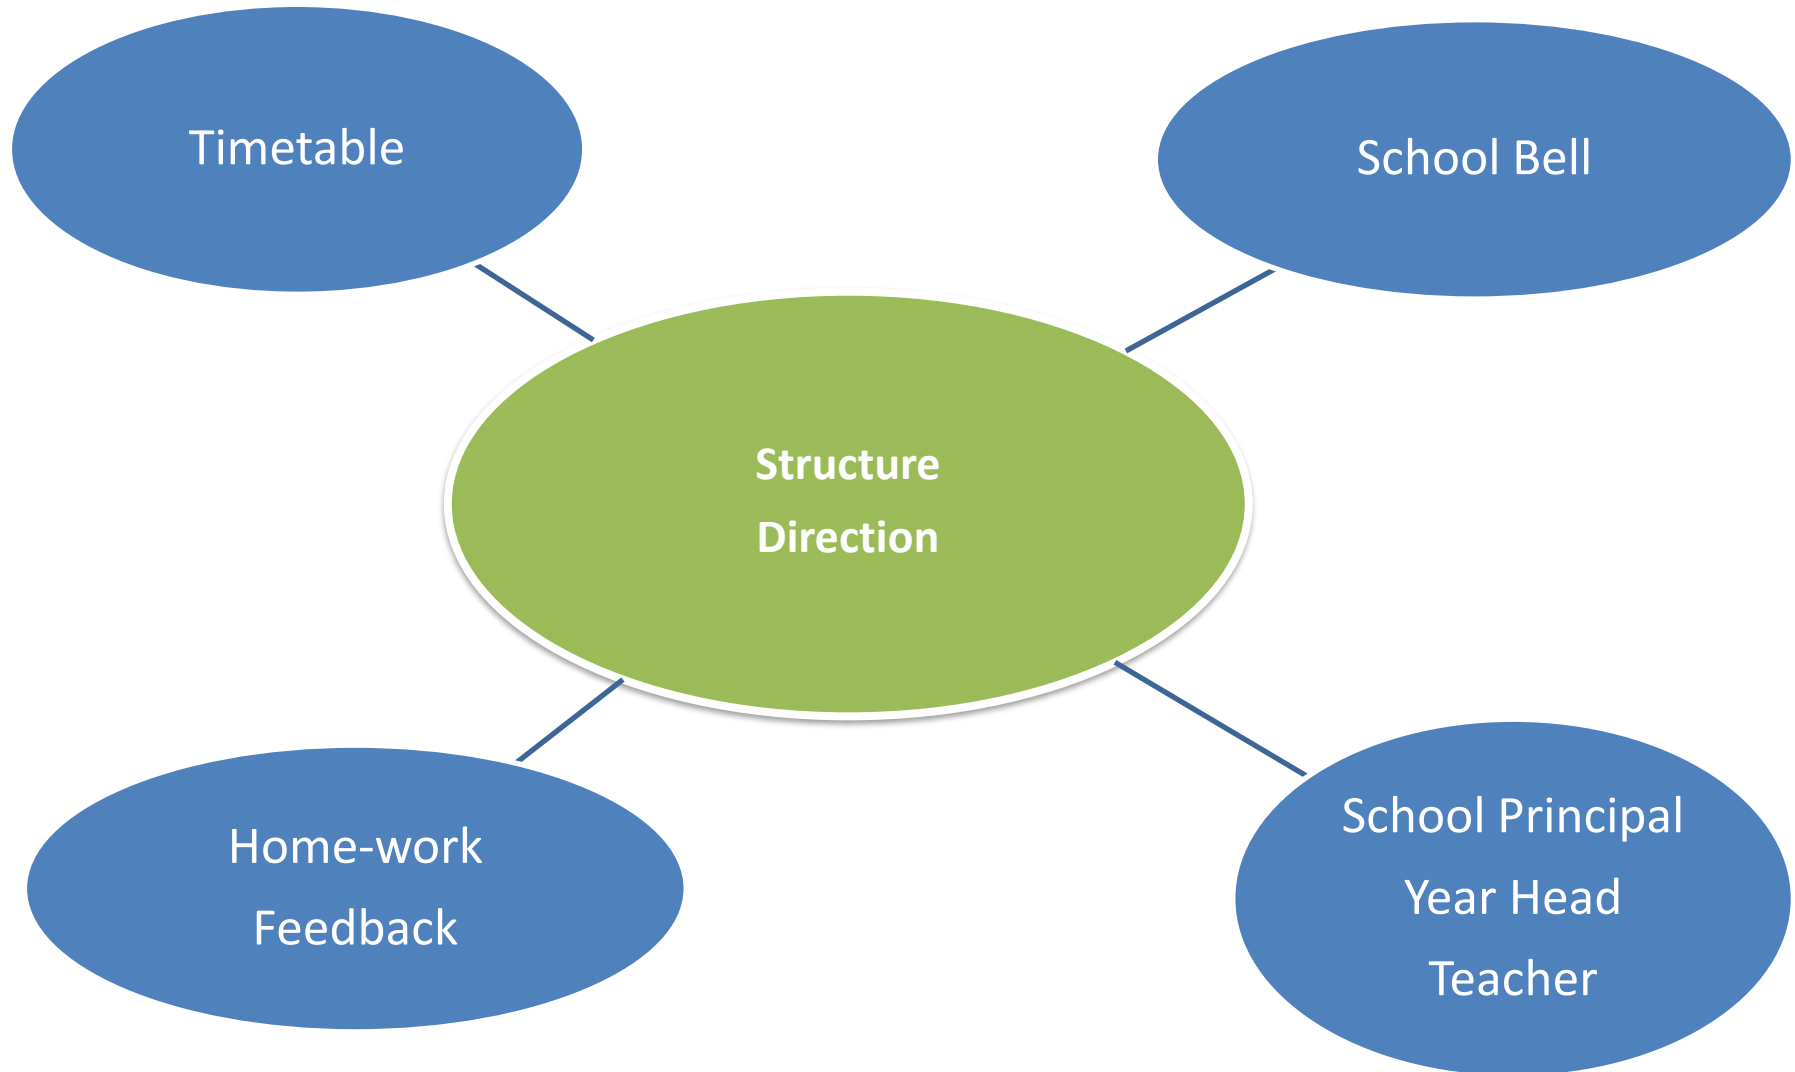 Timetable
School Bell
Structure
Direction
Home-work
Feedback
School Principal
Year Head
Teacher